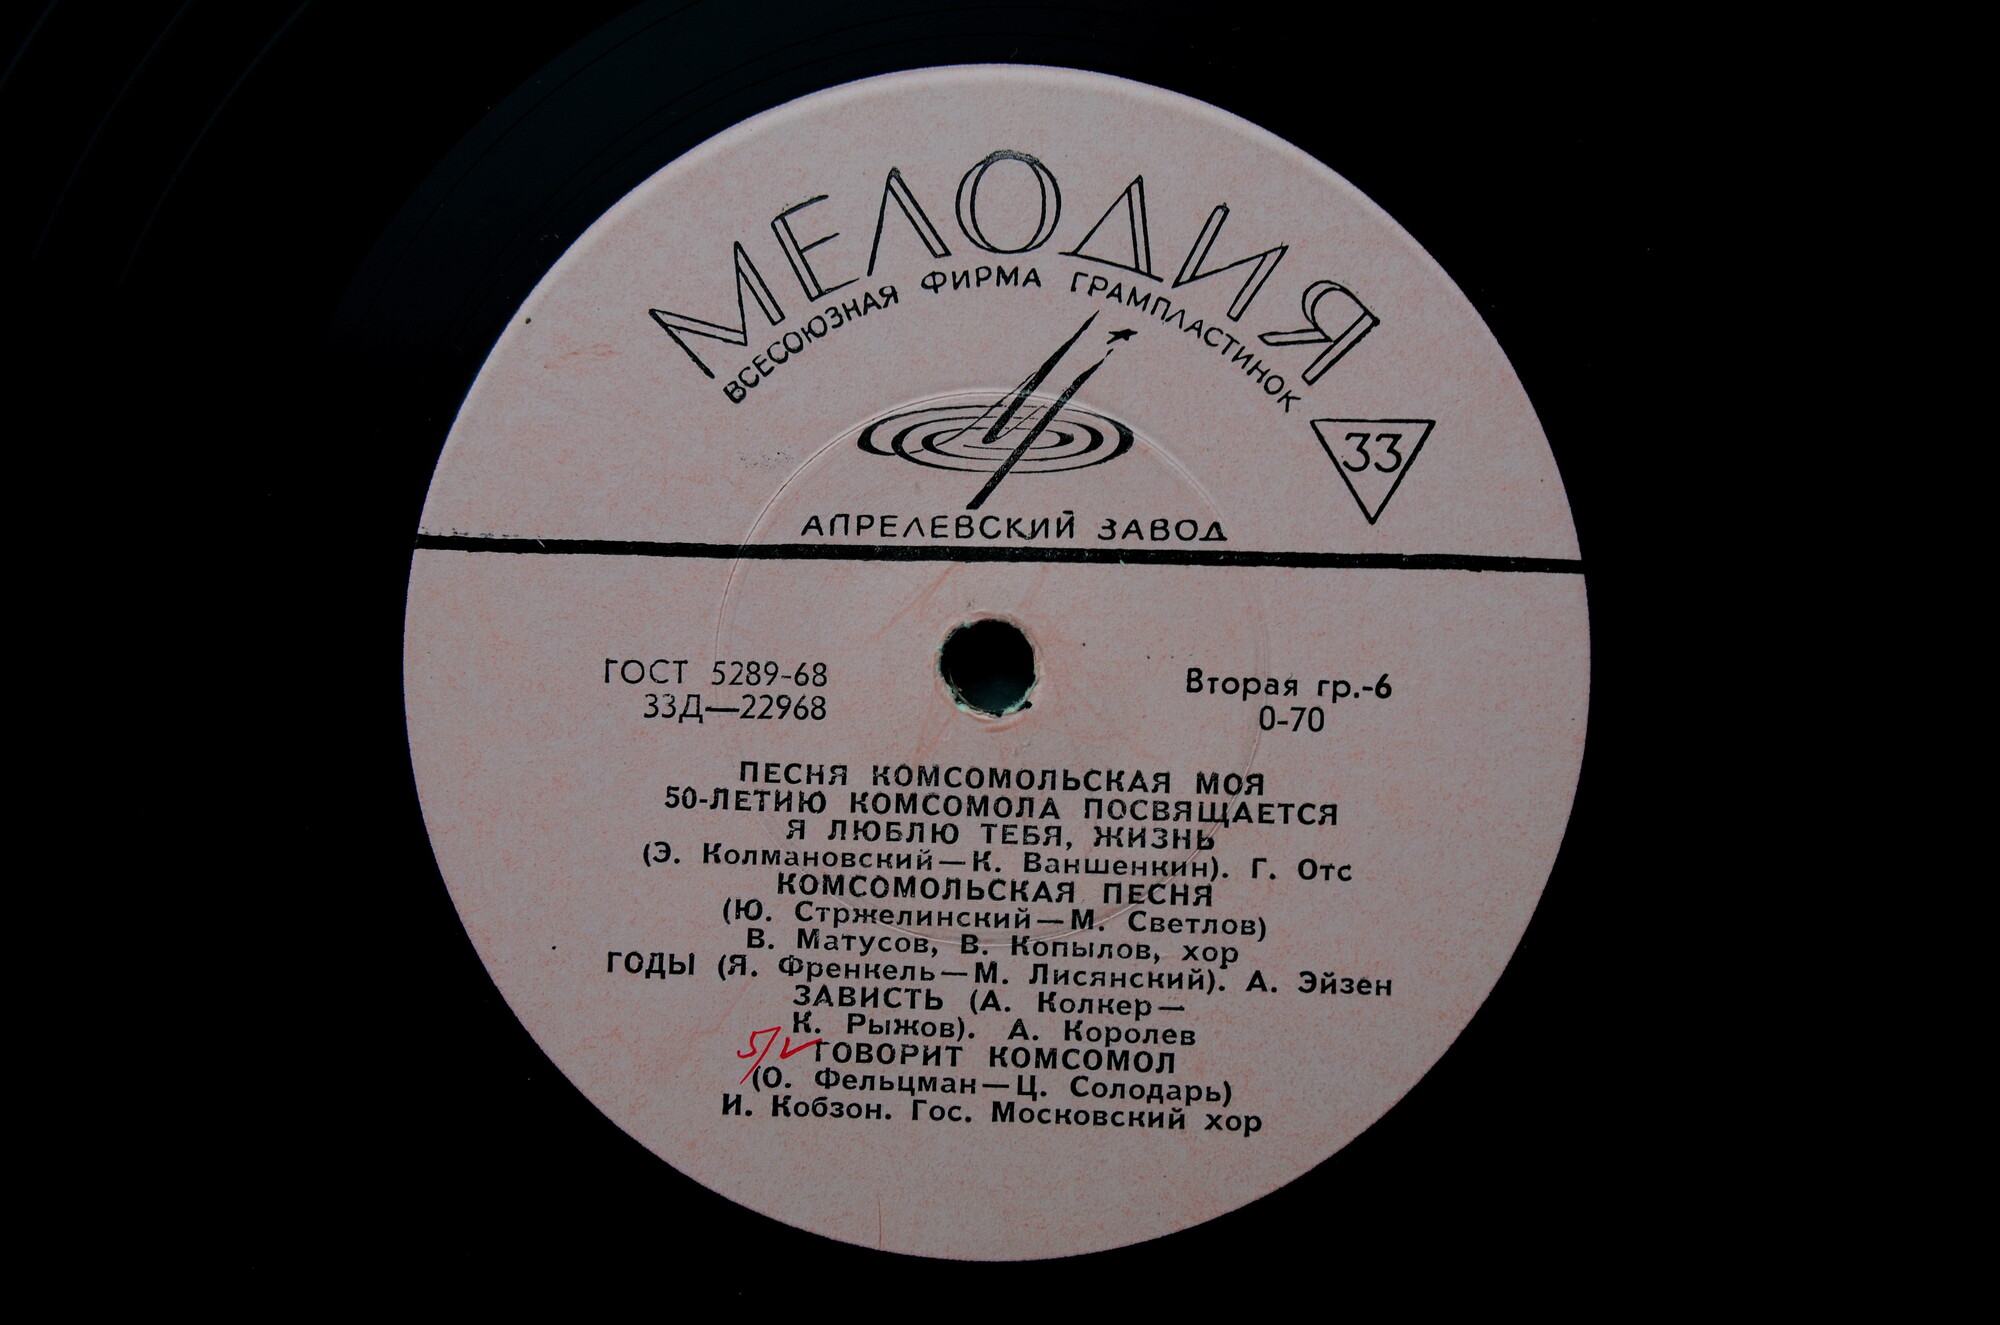 МЕЛОДИЯ
ВСЕСОЮЗНАЯ ФИРМА ГРАМПЛАСТИНОК
33
АПРЕЛЕВСКИЙ ЗАВОД
ГОСТ 5289-68
33Д—22968
Вторая гр.-6
0-70
ПЕСНЯ КОМСОМОЛЬСКАЯ МОЯ
50-ЛЕТИЮ КОМСОМОЛА ПОСВЯЩАЕТСЯ
Я ЛЮБЛЮ ТЕБЯ, ЖИЗНЬ
(Э. Колмановский—К. Ваншенкин). Г. Отс
КОМСОМОЛЬСКАЯ ПЕСНЯ
(Ю. Стржелинский—М. Светлов)
В. Матусов, В. Копылов, хор
ГОДЫ (Я. Френкель—М. Лисянский). А. Эйзен
ЗАВИСТЬ (А. Колкер—
К. Рыжов). А. Королев
5/ ГОВОРИТ КОМСОМОЛ
(О. Фельцман—Ц. Солодарь)
И. Кобзон. Гос. Московский хор